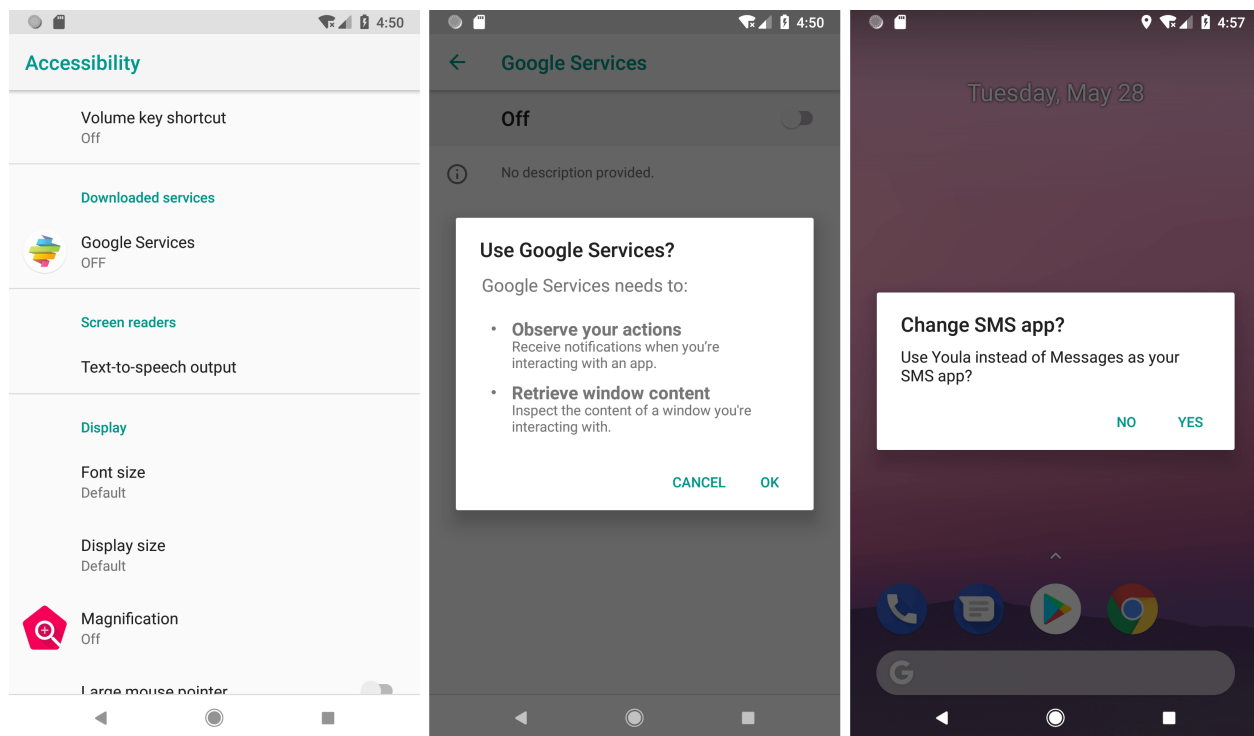 4:50
Accessibility
Volume key shortcut
Off
Downloaded services
Google Services
OFF
Screen readers
Text-to-speech output
Display
Font size
Default
Display size
Default
Magnification
Off
Large mouse pointer
4:50
Google Services
Off
No description provided.
Use Google Services?
Google Services needs to:
• Observe your actions
Receive notifications when you're
interacting with an app.
• Retrieve window content
Inspect the content of a window you're
interacting with.
CANCEL OK
4:57
Tuesday, May 28
Change SMS app?
Use Youla instead of Messages as your
SMS app?
NO YES
G